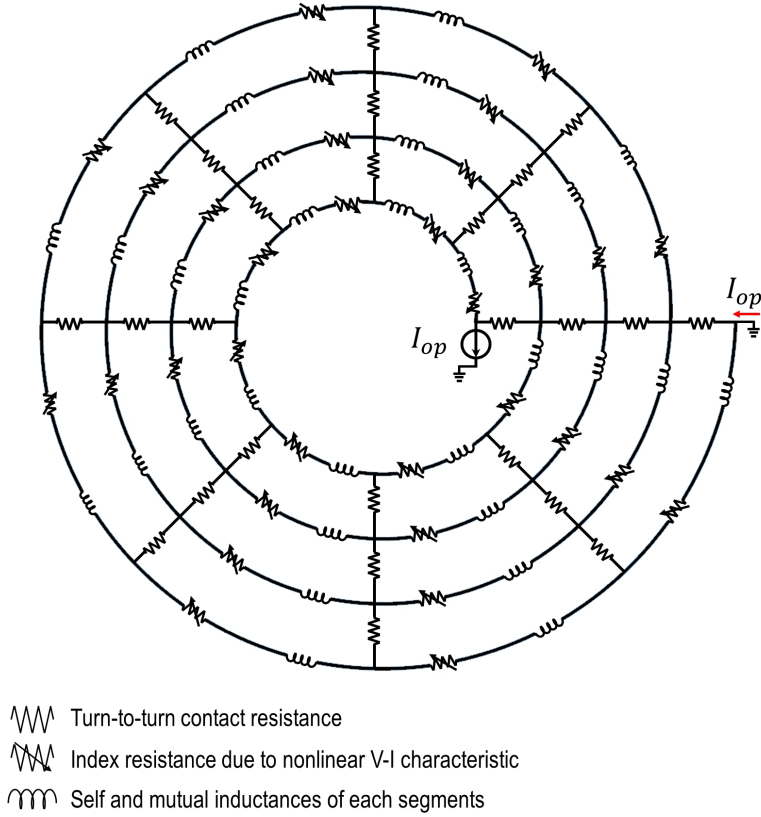 I_op
I_op
Turn-to-turn contact resistance
Index resistance due to nonlinear V-I characteristic
Self and mutual inductances of each segments